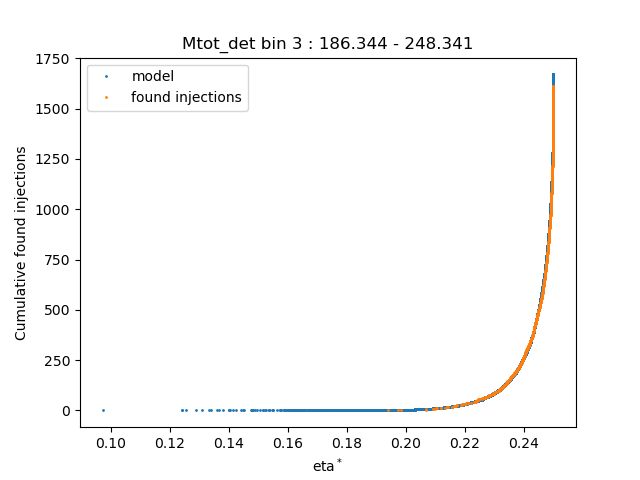 Mtot_det bin 3 : 186.344 - 248.341
model
found injections
Cumulative found injections
1750
1500
1250
1000
750
500
250
0
0.10 0.12 0.14 0.16 0.18 0.20 0.22 0.24
eta*